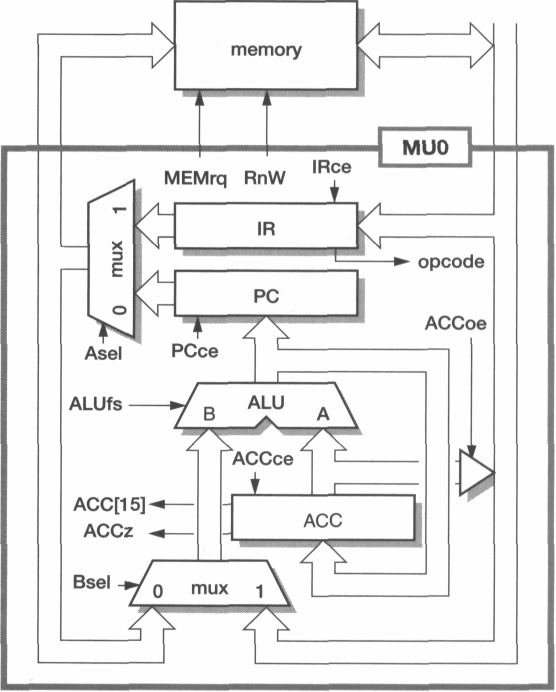 memory
MU0
MEMrq
RnW
IRce
1
mux
0
IR
opcode
PC
ACCoe
Asel
PCce
ALUfs
B
ALU
A
ACCce
ACC[15]
ACCz
ACC
Bsel
0
mux
1